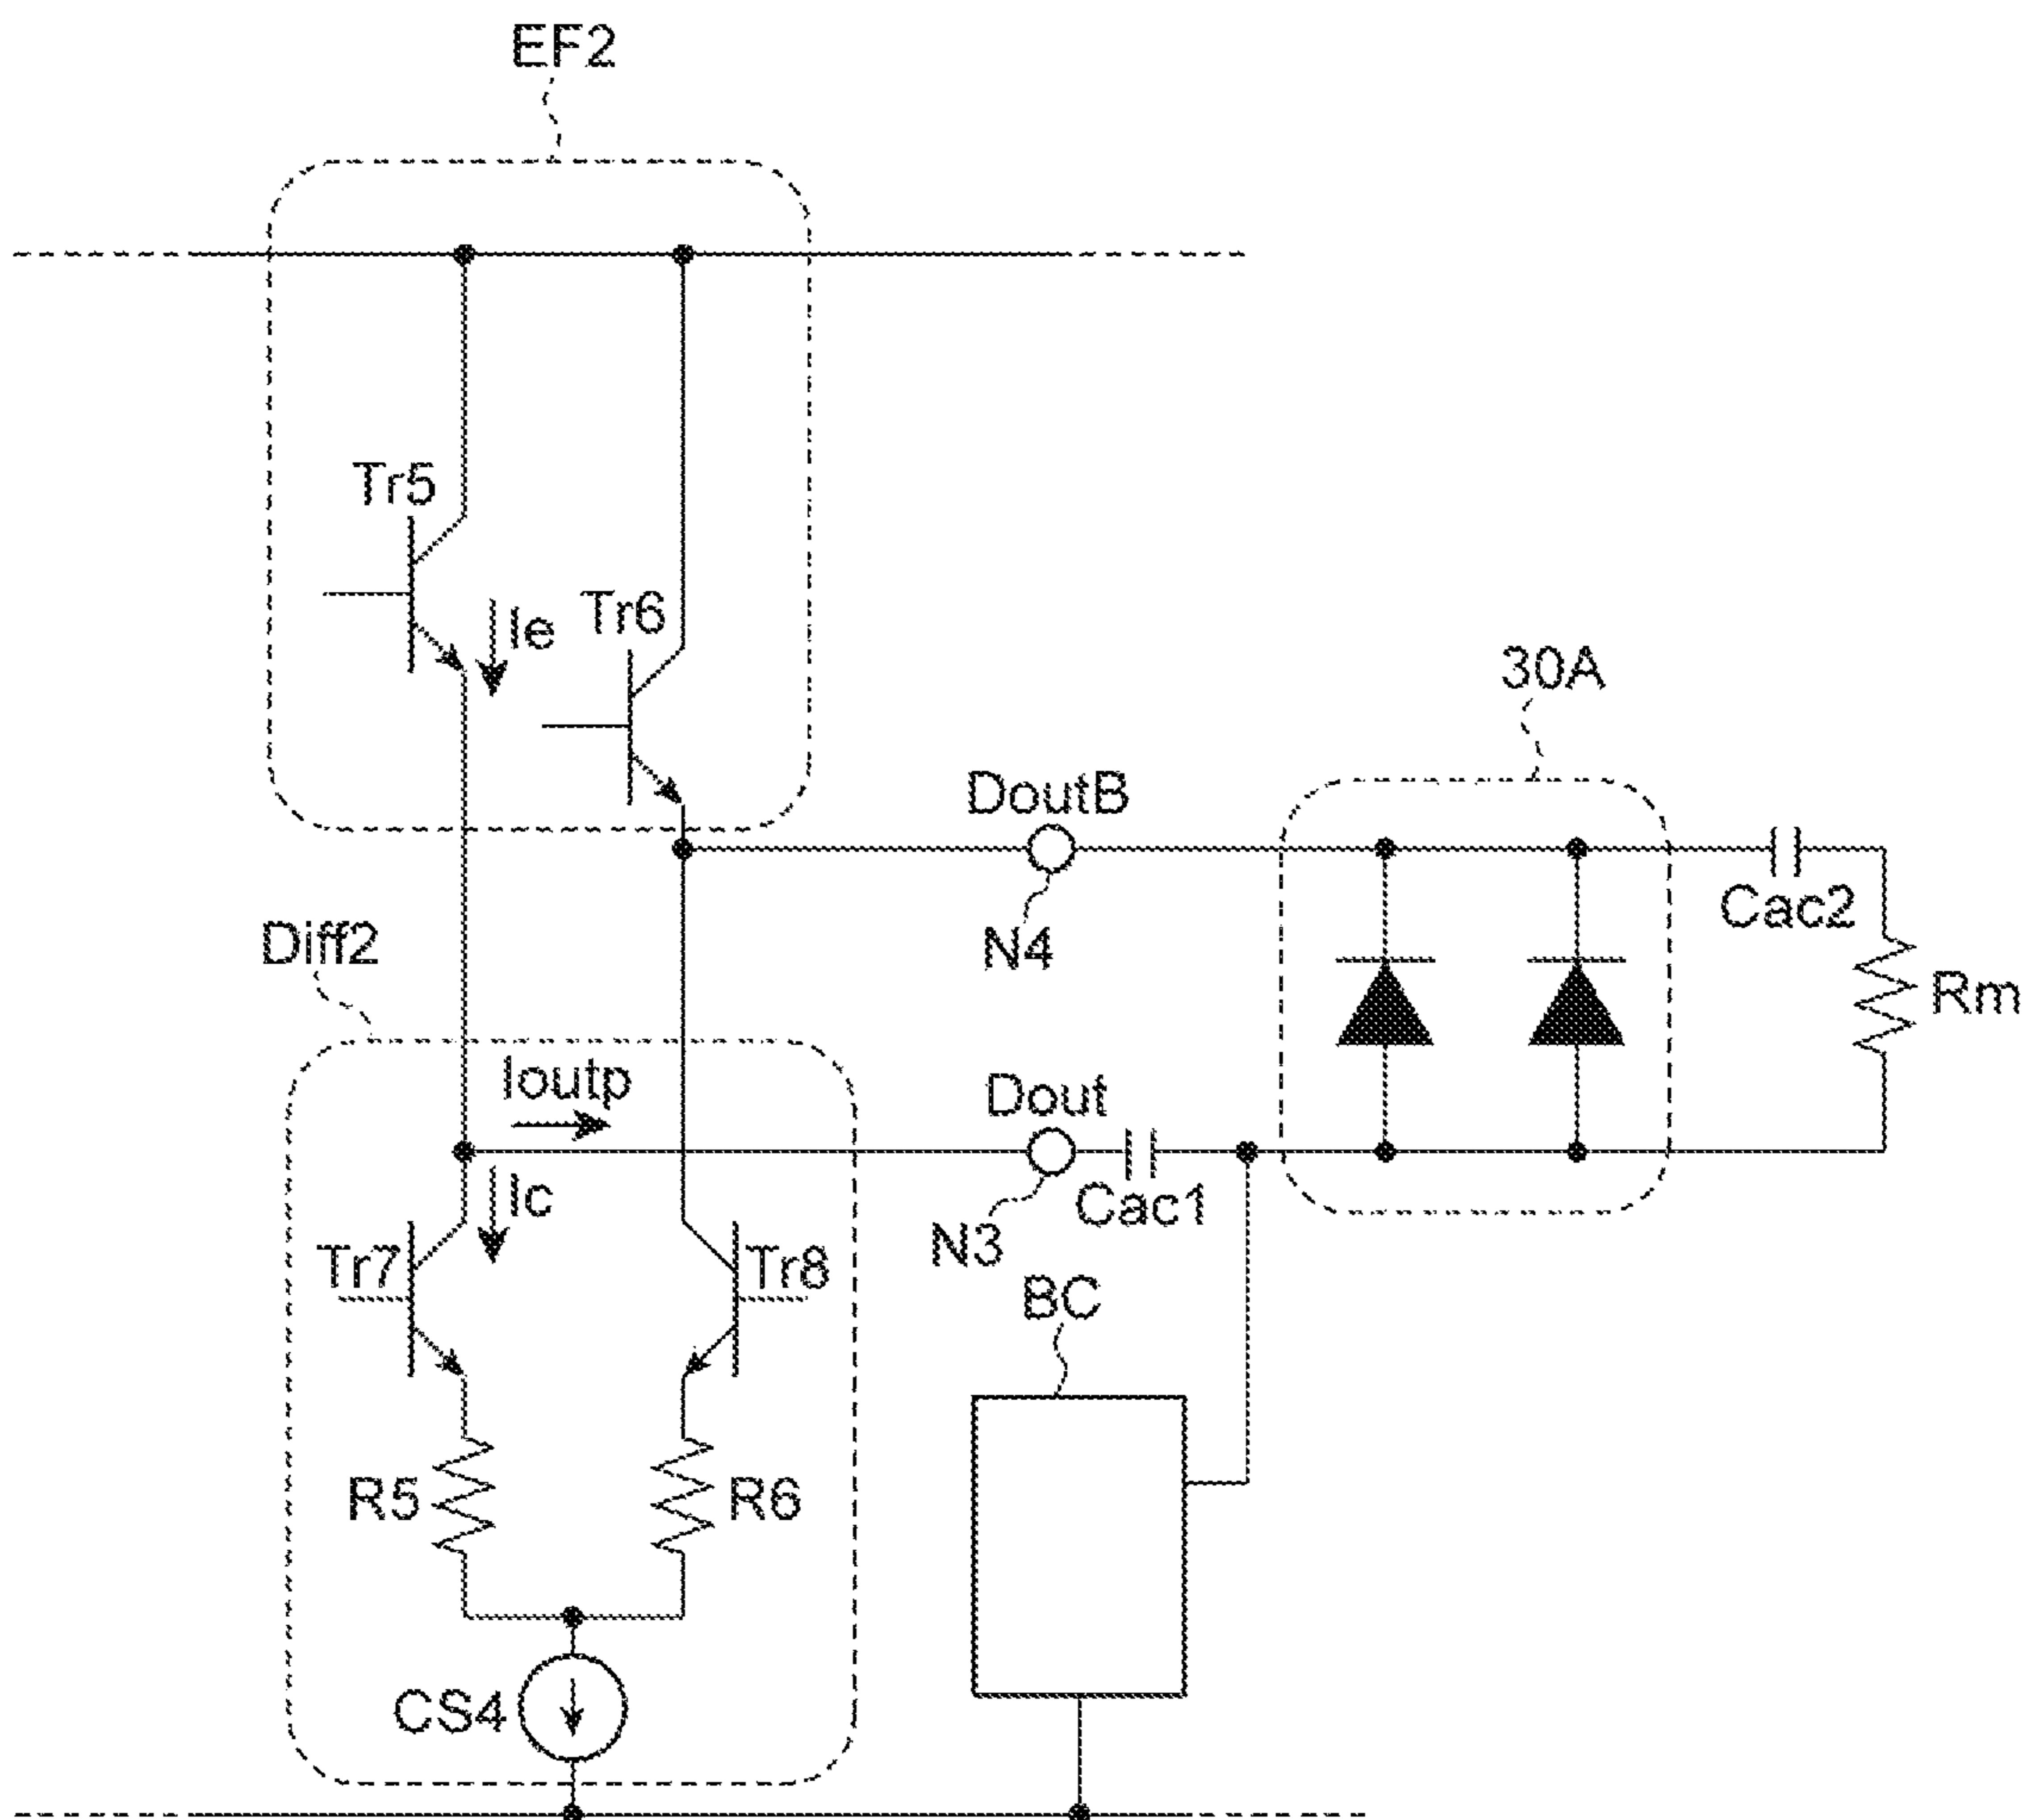 EF2
Tr5
Ie
Tr6
30A
DoutB
N4
Cac2
Rm
Diff2
Ioutp
Dout
Cac1
N3
Ic
Tr7
Tr8
BC
R5
R6
CS4